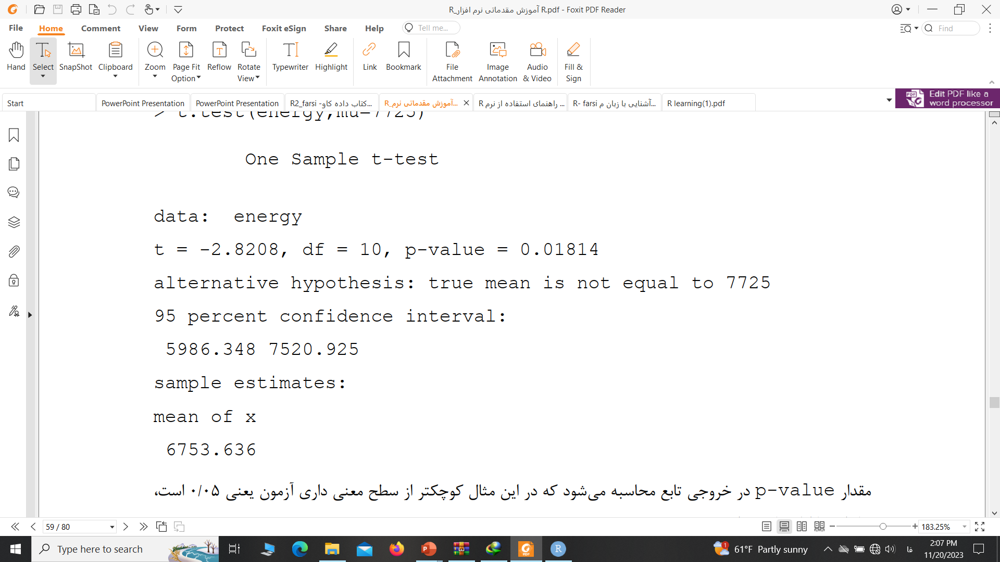 R_آموزش مقدماتی نرم افزار R.pdf - Foxit PDF Reader
File Home Comment View Form Protect Foxit eSign Share Help Tell me... Find
Hand Select SnapShot Clipboard Zoom Page Fit Option Reflow Rotate View Typewriter Highlight Link Bookmark File Attachment Image Annotation Audio & Video Fill & Sign
Start PowerPoint Presentation PowerPoint Presentation R2_farsi -کتاب داده کاو... R_آموزش مقدماتی نرم... راهنمای استفاده از نرم R ... R- farsi آشنایی با زبان م... R learning(1).pdf
Edit PDF like a
word processor
> t.test(energy,mu=7725)
One Sample t-test
data: energy
t = -2.8208, df = 10, p-value = 0.01814
alternative hypothesis: true mean is not equal to 7725
95 percent confidence interval:
5986.348 7520.925
sample estimates:
mean of x
6753.636
مقدار p-value در خروجی تابع محاسبه می‌شود که در این مثال کوچکتر از سطح معنی داری آزمون یعنی ۰/۰۵ است،
59 / 80 183.25%
Type here to search 61°F Partly sunny فا 2:07 PM
11/20/2023